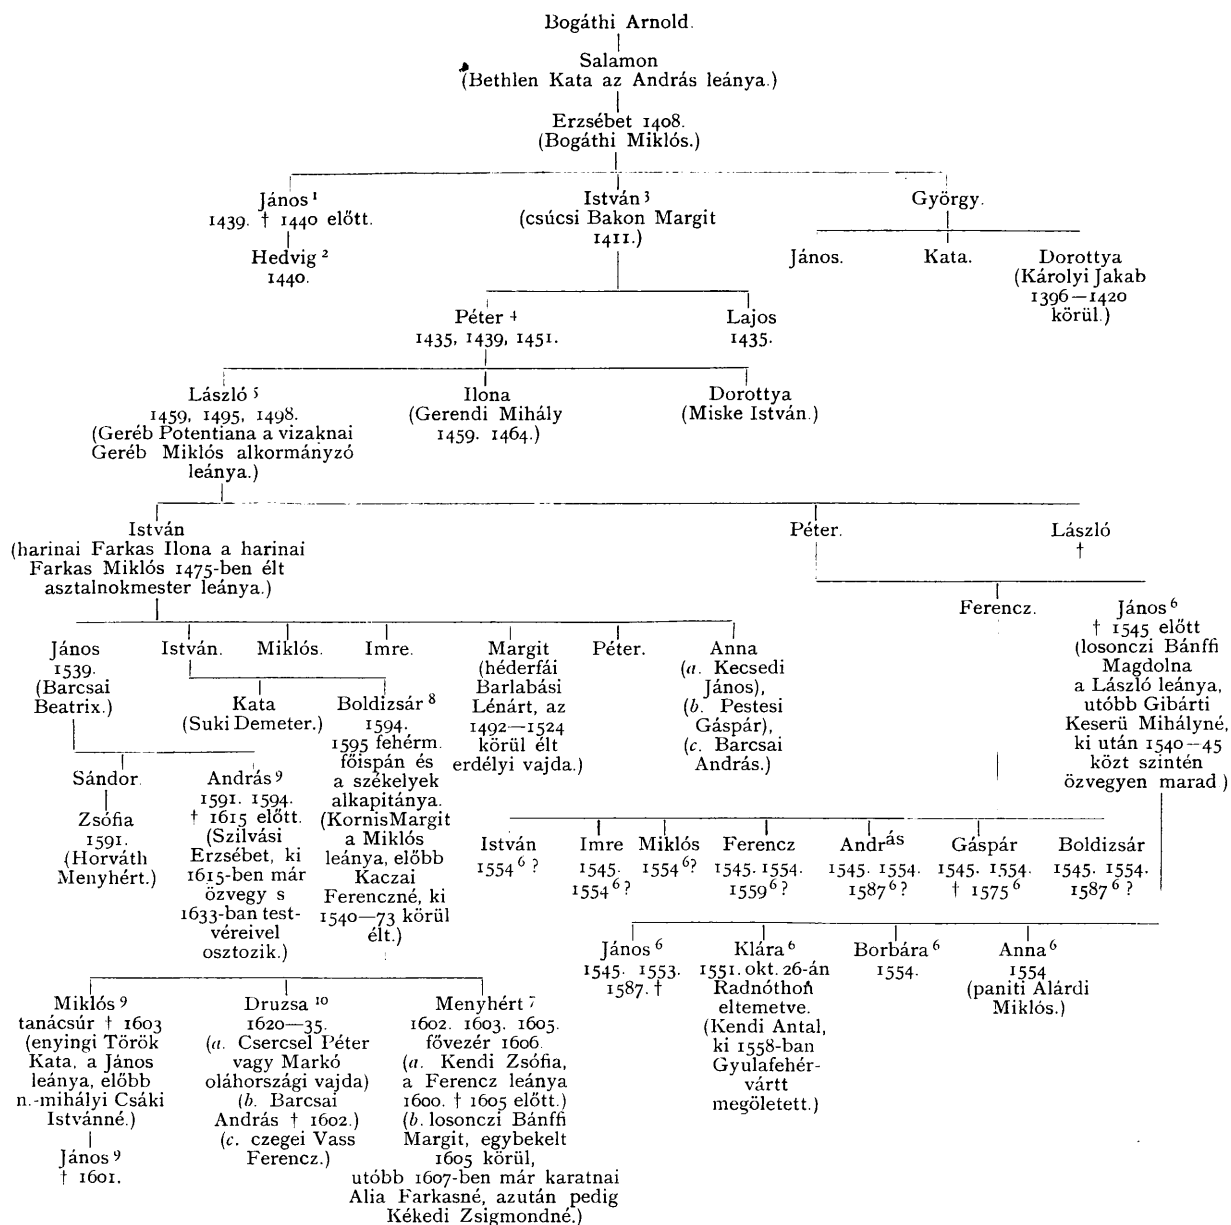 Bogáthi Arnold.
Salamon
(Bethlen Kata az András leánya.)
Erzsébet 1408.
(Bogáthi Miklós.)
János 1
1439. † 1440 előtt.
Hedvig 2
1440.
István 3
(csúcsi Bakon Margit
1411.)
György.
János.
Kata.
Dorottya
(Károlyi Jakab
1396—1420
körül.)
Péter 4
1435, 1439, 1451.
Lajos
1435.
László 5
1459, 1495, 1498.
(Geréb Potentiana a vizaknai
Geréb Miklós alkormányzó
leánya.)
Ilona
(Gerendi Mihály
1459. 1464.)
Dorottya
(Miske István.)
István
(harinai Farkas Ilona a harinai
Farkas Miklós 1475-ben élt
asztalnokmester leánya.)
Péter.
László
†
Ferencz.
János 6
† 1545 előtt
(losonczi Bánffi
Magdolna
a László leánya,
utóbb Gibárti
Keserü Mihályné,
ki után 1540—45
közt szintén
özvegyen marad )
János
1539.
(Barcsai
Beatrix.)
István.
Miklós.
Imre.
Margit
(héderfái
Barlabási
Lénárt, az
1492—1524
körül élt
erdélyi vajda.)
Péter.
Anna
(a. Kecsedi
János),
(b. Pestesi
Gáspár),
(c. Barcsai
András.)
Kata
(Suki Demeter.)
Boldizsár 8
1594.
1595 fehérm.
főispán és
a székelyek
alkapitánya.
(KornisMargit
a Miklós
leánya, előbb
Kaczai
Ferenczné, ki
1540—73 körül
élt.)
Sándor.
Zsófia
1591.
(Horváth
Menyhért.)
András 9
1591. 1594.
† 1615 előtt.
(Szilvási
Erzsébet, ki
1615-ben már
özvegy s
1633-ban test-
véreivel
osztozik.)
István
1554 6 ?
Imre
1545.
1554 6 ?
Miklós
1554 6 ?
Ferencz
1545. 1554.
1559 6 ?
András
1545. 1554.
1587 6 ?
Gáspár
1545. 1554.
† 1575 6
Boldizsár
1545. 1554.
1587 6 ?
János 6
1545. 1553.
1587. †
Klára 6
1551. okt. 26-án
Radnóthon
eltemetve.
(Kendi Antal,
ki 1558-ban
Gyulafehér-
vártt
megöletett.)
Borbára 6
1554.
Anna 6
1554
(paniti Alárdi
Miklós.)
Miklós 9
tanácsúr † 1603
(enyingi Török
Kata, a János
leánya, előbb
n.-mihályi Csáki
Istvánné.)
János 9
† 1601.
Druzsa 10
1620—35.
(a. Csercsel Péter
vagy Markó
oláhországi vajda)
(b. Barcsai
András † 1602.)
(c. czegei Vass
Ferencz.)
Menyhért 7
1602. 1603. 1605.
fővezér 1606.
(a. Kendi Zsófia,
a Ferencz leánya
1600. † 1605 előtt.)
(b. losonczi Bánffi
Margit, egybekelt
1605 körül,
utóbb 1607-ben már karatnai
Alia Farkasné, azután pedig
Kékedi Zsigmondné.)